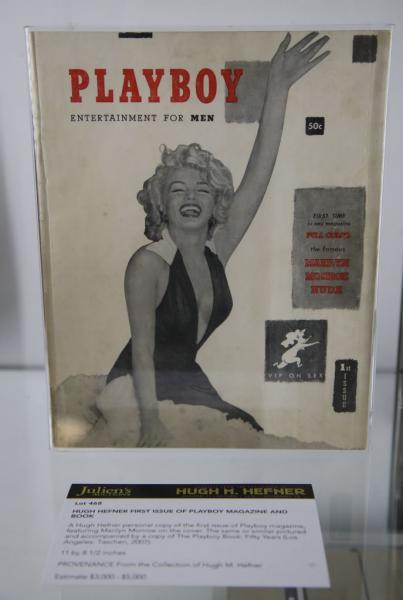 PLAYBOY
ENTERTAINMENT FOR MEN
50c
FIRST TIME
in any magazine
FULL COLOR
the famous
MARILYN
MONROE
NUDE
VIP ON SEX
1st
ISSUE
Julien's
HUGH M. HEFNER
Lot 468
HUGH HEFNER FIRST ISSUE OF PLAYBOY MAGAZINE AND
BOOK
A Hugh Hefner personal copy of the first issue of Playboy magazine,
featuring Marilyn Monroe on the cover. The same or similar pictured
and accompanied by a copy of The Playboy Book: Fifty Years (Los
Angeles: Taschen, 2007).
11 by 8 1/2 inches
PROVENANCE From the Collection of Hugh M. Hefner
Estimate: $3,000 - $5,000